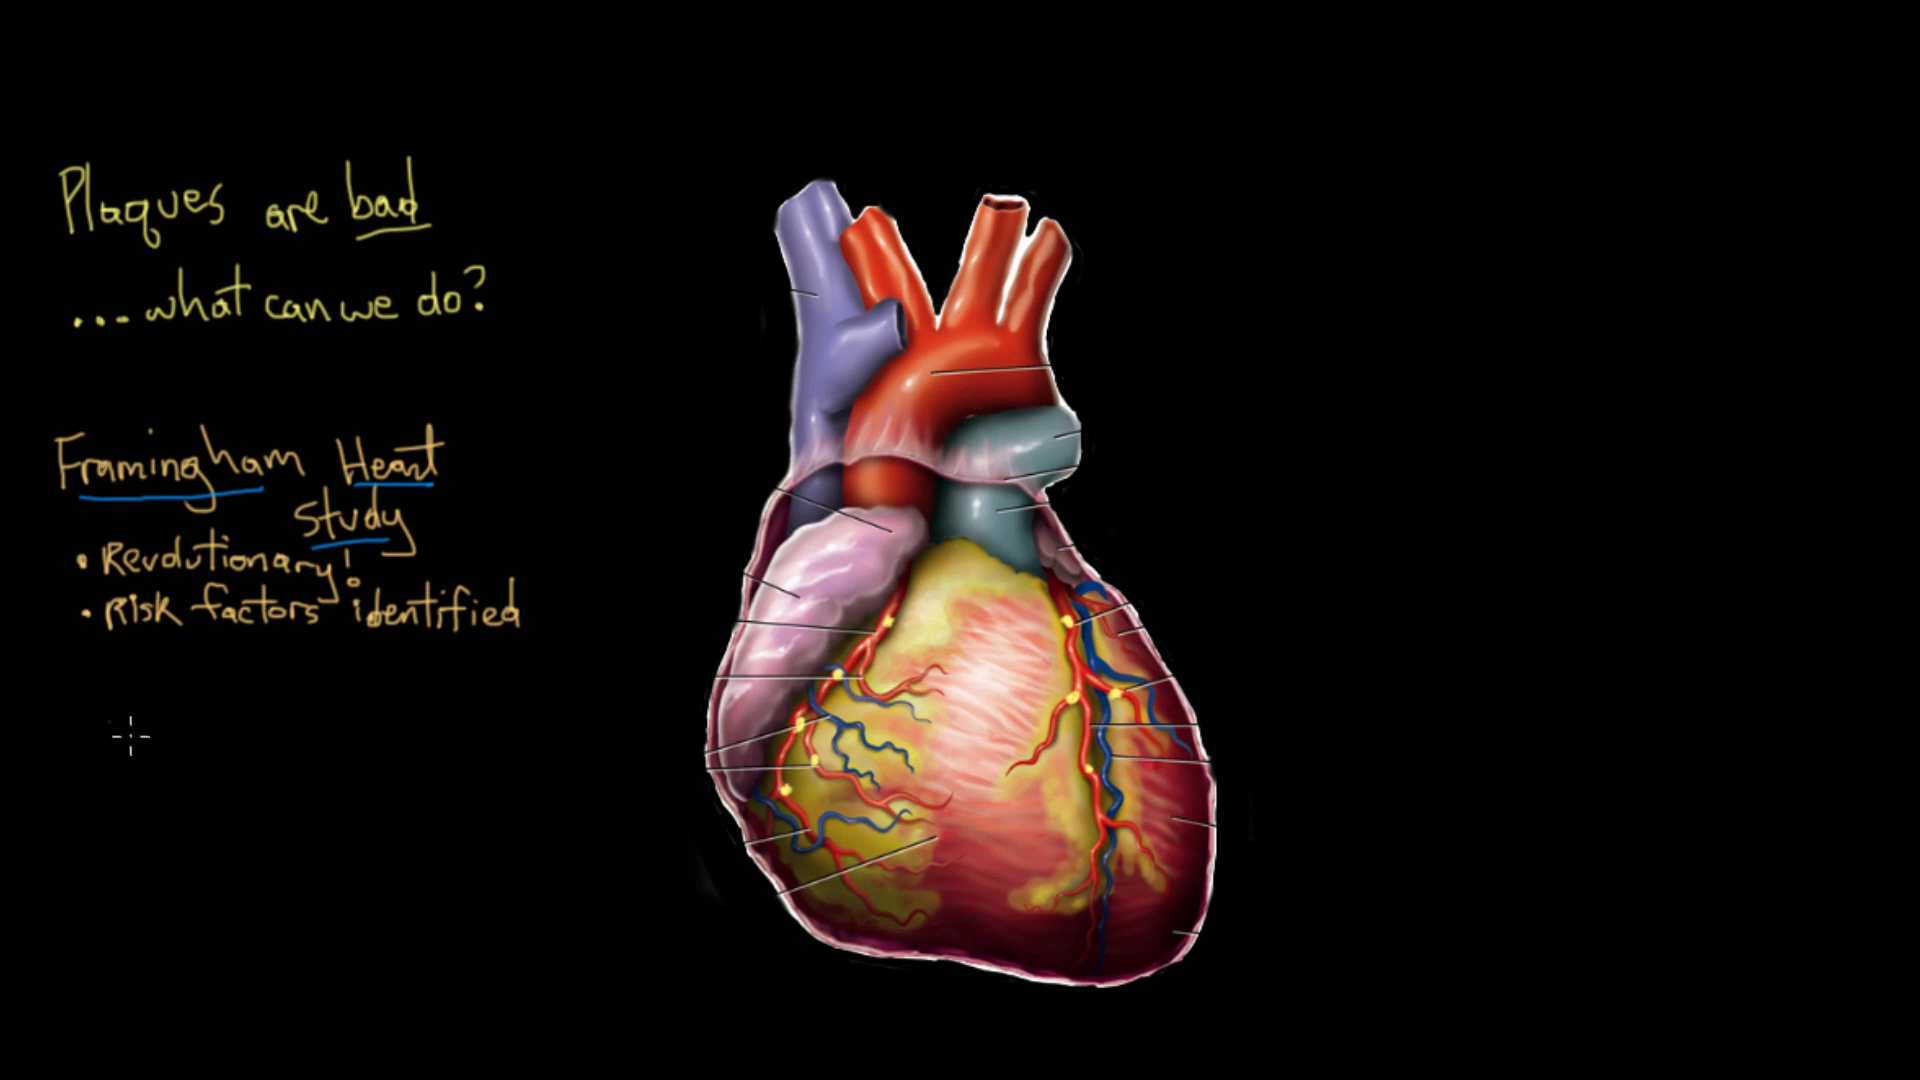 Plaques are bad
...what can we do?
Framingham Heart
Study
• Revolutionary!
• Risk factors identified